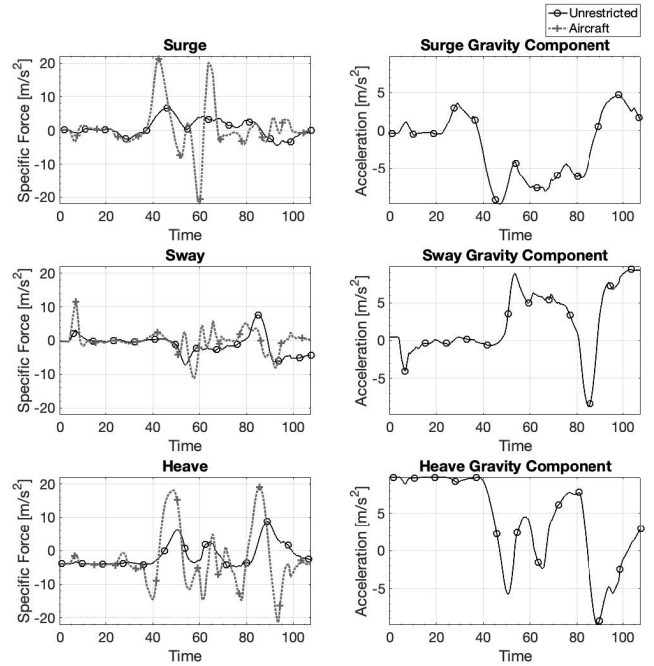 Unrestricted
Aircraft
Surge
Specific Force [m/s²]
20
10
0
-10
-20
0 20 40 60 80 100
Time
Surge Gravity Component
Acceleration [m/s²]
5
0
-5
0 20 40 60 80 100
Time
Sway
Specific Force [m/s²]
20
10
0
-10
-20
0 20 40 60 80 100
Time
Sway Gravity Component
Acceleration [m/s²]
5
0
-5
0 20 40 60 80 100
Time
Heave
Specific Force [m/s²]
20
10
0
-10
-20
0 20 40 60 80 100
Time
Heave Gravity Component
Acceleration [m/s²]
5
0
-5
0 20 40 60 80 100
Time